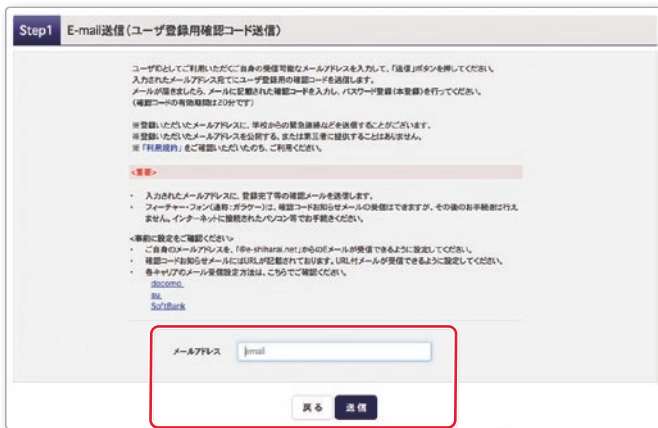 Step1 E-mail送信(ユーザ登録用確認コード送信)
ユーザIDとしてご利用いただくご自身の受信可能なメールアドレスを入力して、「送信」ボタンを押してください。
入力されたメールアドレス宛てにユーザ登録用の確認コードを送信します。
メールが届きましたら、メールに記載された確認コードを入力し、パスワード登録(本登録)を行ってください。
(確認コードの有効期間は20分です)
※登録いただいたメールアドレスに、学校からの緊急連絡などを送信することがございます。
※登録いただいたメールアドレスを公開する、または第三者に提供することはありません。
※「利用規約」をご確認いただいたのち、ご利用ください。
<重要>
・ 入力されたメールアドレスに、登録完了等の確認メールを送信します。
・ フィーチャー・フォン(通称:ガラケー)は、確認コードお知らせメールの受信はできますが、その後のお手続きは行え
ません。インターネットに接続されたパソコン等でお手続きください。
<事前に設定をご確認ください>
・ ご自身のメールアドレスを、「@e-shiharai.net」からのEメールが受信できるように設定してください。
・ 確認コードお知らせメールにはURLが記載されております。URL付メールが受信できるように設定してください。
・ 各キャリアのメール受信設定方法は、こちらでご確認ください。
docomo
au
SoftBank
メールアドレス email
戻る 送信